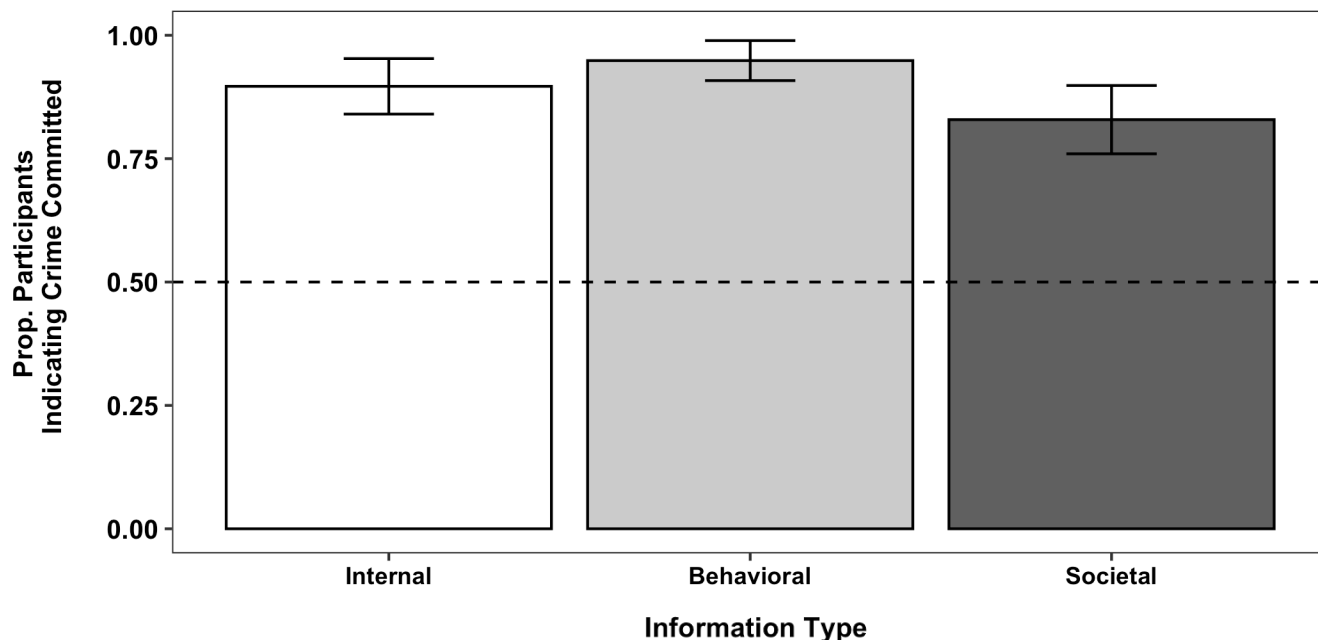 Prop. Participants
Indicating Crime Committed
1.00
0.75
0.50
0.25
0.00
Internal
Behavioral
Societal
Information Type